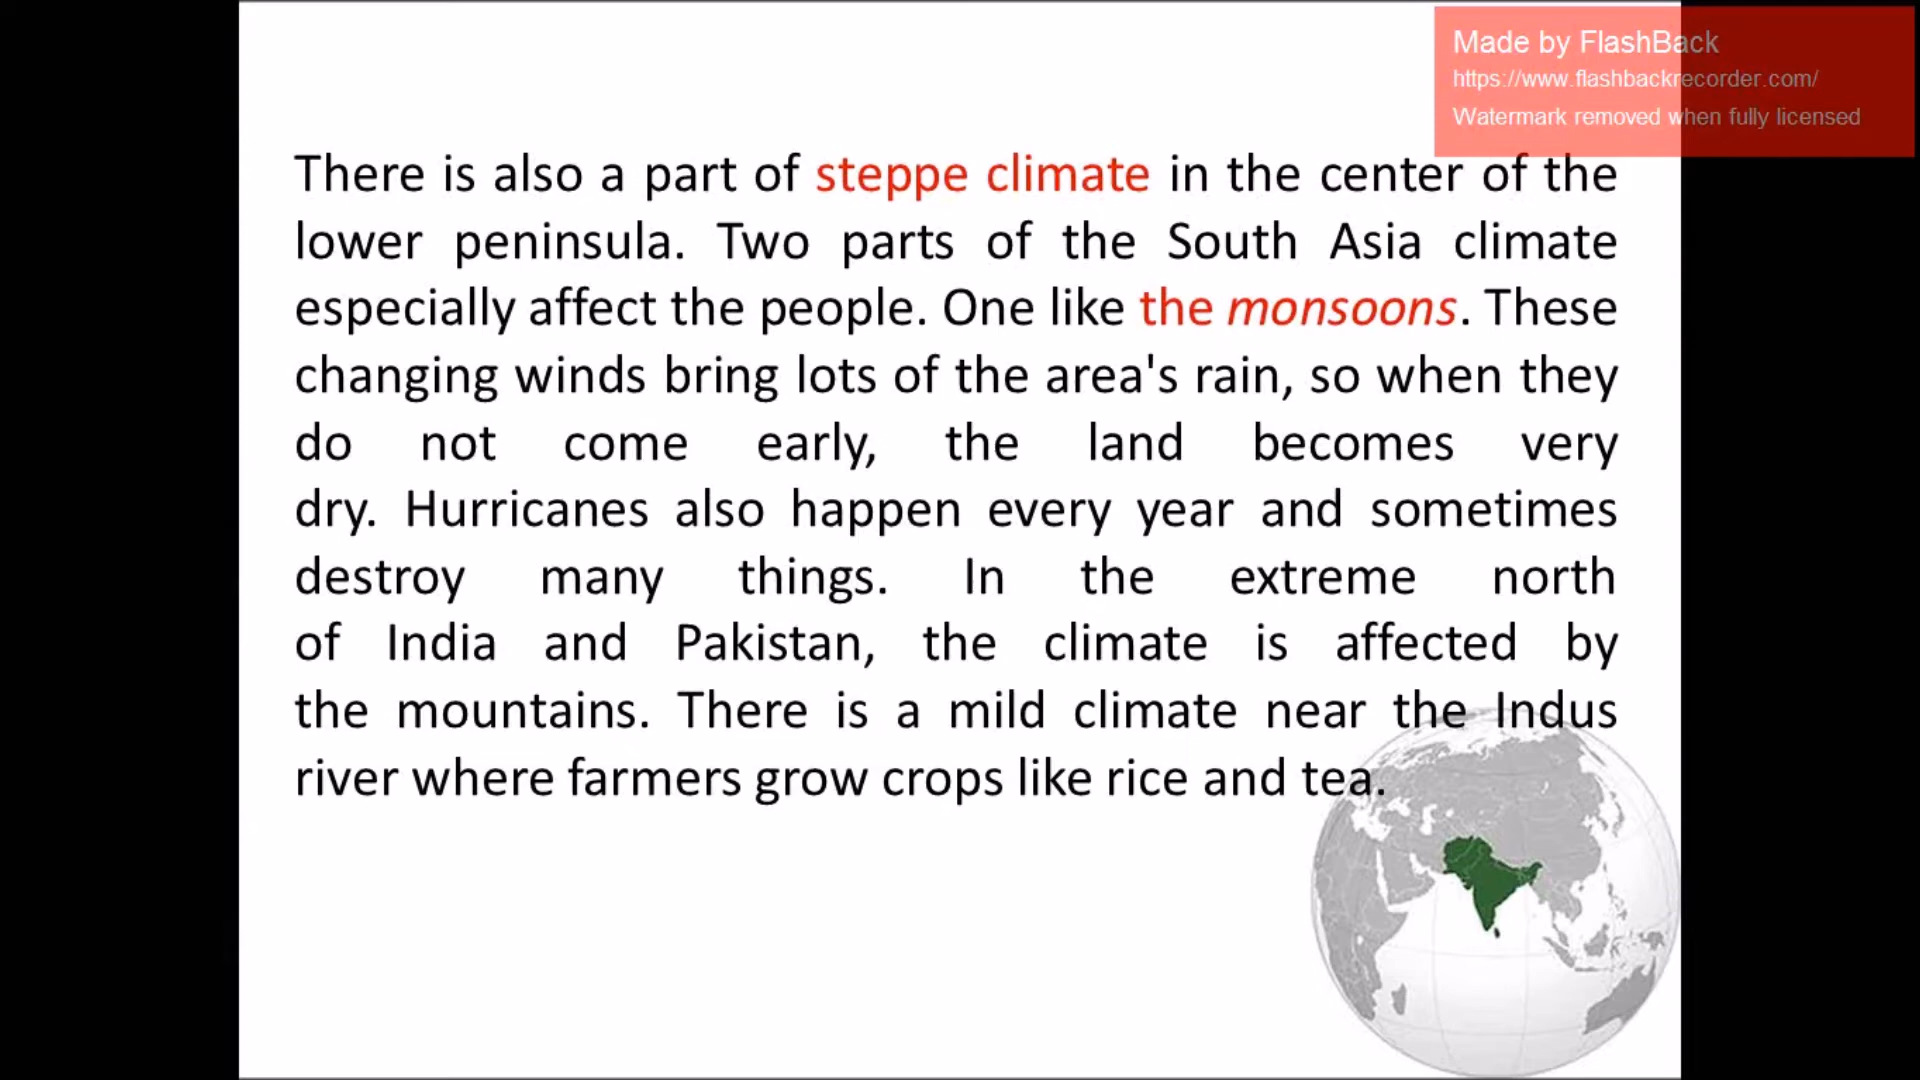 Made by FlashBack
https://www.flashbackrecorder.com/
Watermark removed when fully licensed
There is also a part of steppe climate in the center of the
lower peninsula. Two parts of the South Asia climate
especially affect the people. One like the monsoons. These
changing winds bring lots of the area's rain, so when they
do not come early, the land becomes very
dry. Hurricanes also happen every year and sometimes
destroy many things. In the extreme north
of India and Pakistan, the climate is affected by
the mountains. There is a mild climate near the Indus
river where farmers grow crops like rice and tea.